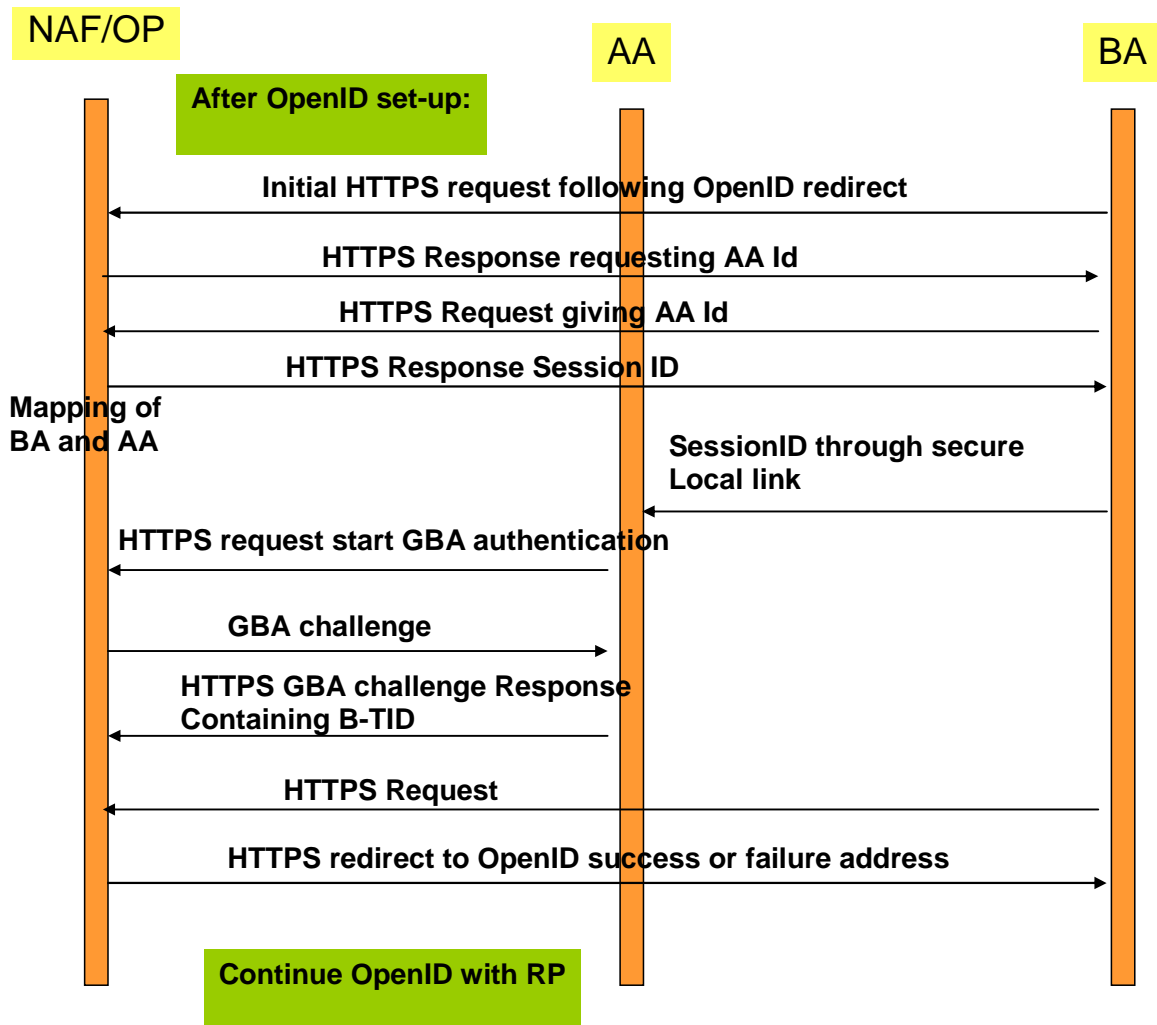 NAF/OP
AA
BA
After OpenID set-up:
Initial HTTPS request following OpenID redirect
HTTPS Response requesting AA Id
HTTPS Request giving AA Id
HTTPS Response Session ID
Mapping of
BA and AA
SessionID through secure
Local link
HTTPS request start GBA authentication
GBA challenge
HTTPS GBA challenge Response
Containing B-TID
HTTPS Request
HTTPS redirect to OpenID success or failure address
Continue OpenID with RP